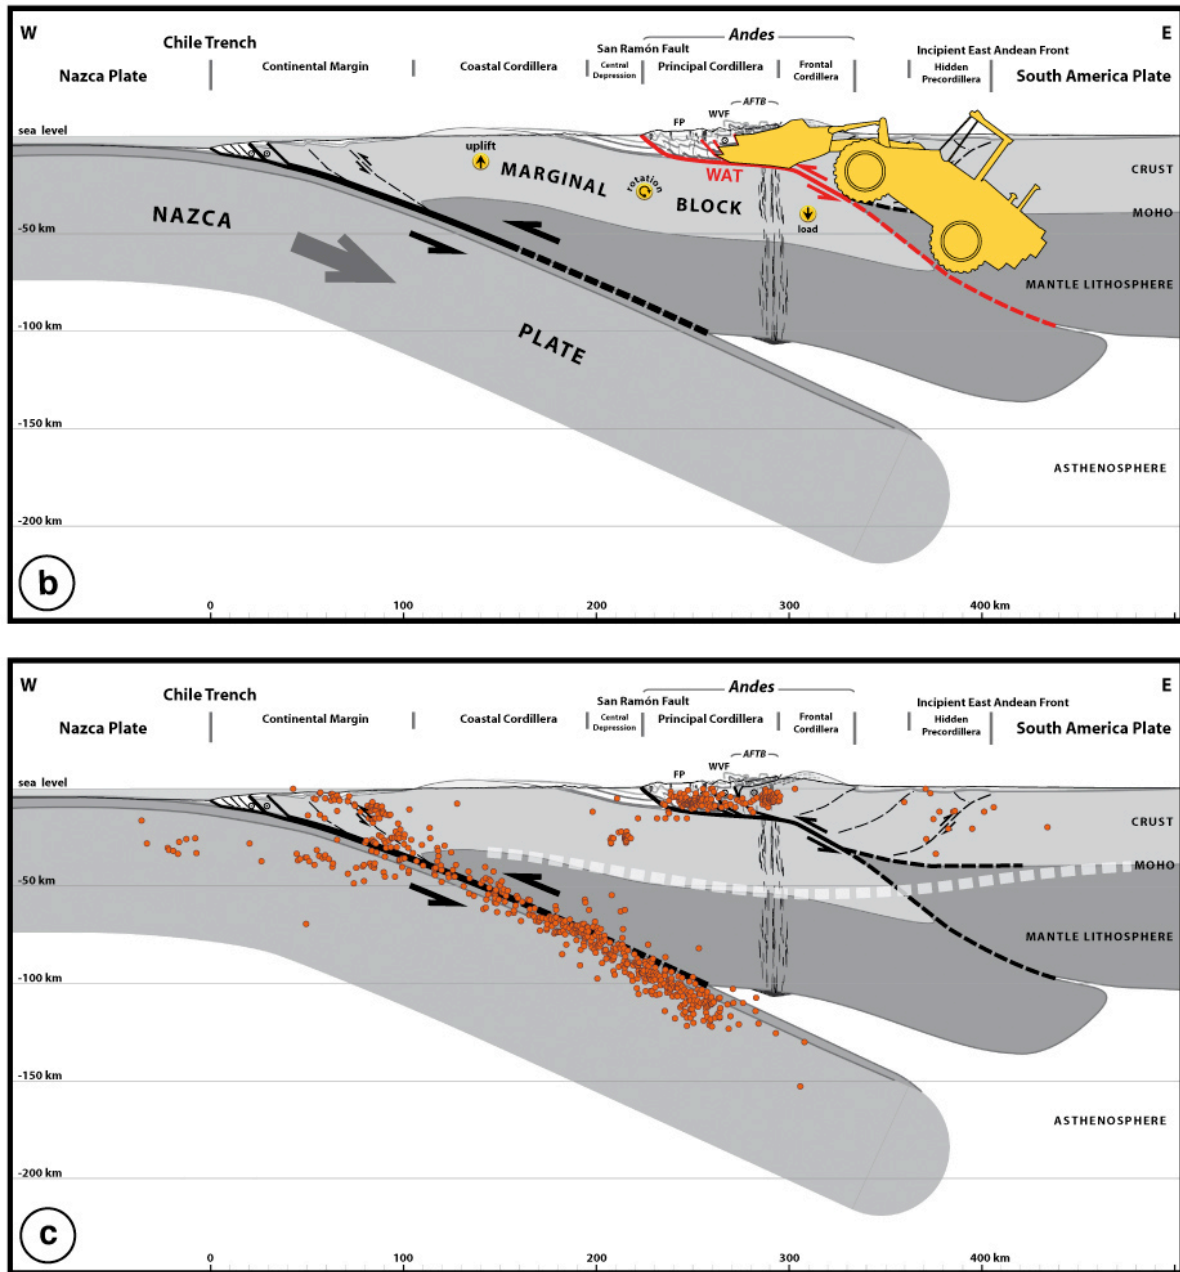 W
E
Chile Trench
Andes
San Ramón Fault
Incipient East Andean Front
Nazca Plate
Continental Margin
Coastal Cordillera
Central
Depression
Principal Cordillera
Frontal
Cordillera
Hidden
Precordillera
South America Plate
AFTB
WVF
FP
sea level
uplift
MARGINAL
rotation
BLOCK
WAT
load
CRUST
MOHO
NAZCA
-50 km
MANTLE LITHOSPHERE
-100 km
PLATE
-150 km
ASTHENOSPHERE
-200 km
b
0
100
200
300
400 km
W
E
Chile Trench
Andes
San Ramón Fault
Incipient East Andean Front
Nazca Plate
Continental Margin
Coastal Cordillera
Central
Depression
Principal Cordillera
Frontal
Cordillera
Hidden
Precordillera
South America Plate
AFTB
WVF
FP
sea level
CRUST
MOHO
-50 km
MANTLE LITHOSPHERE
-100 km
-150 km
ASTHENOSPHERE
-200 km
c
0
100
200
300
400 km